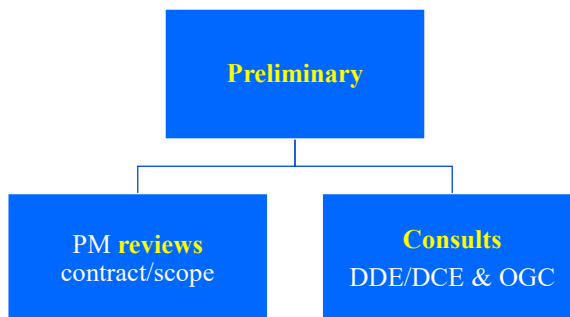 Preliminary
PM reviews
contract/scope
Consults
DDE/DCE & OGC